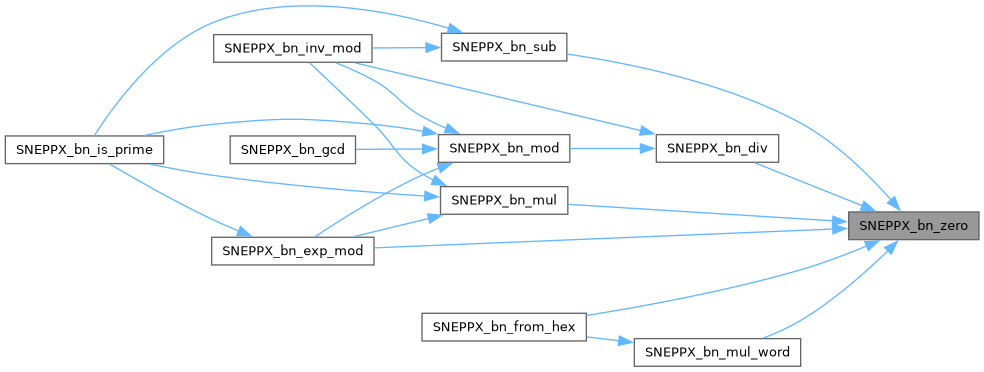 SNEPPX_bn_sub
SNEPPX_bn_inv_mod
SNEPPX_bn_is_prime
SNEPPX_bn_gcd
SNEPPX_bn_mod
SNEPPX_bn_div
SNEPPX_bn_mul
SNEPPX_bn_zero
SNEPPX_bn_exp_mod
SNEPPX_bn_from_hex
SNEPPX_bn_mul_word